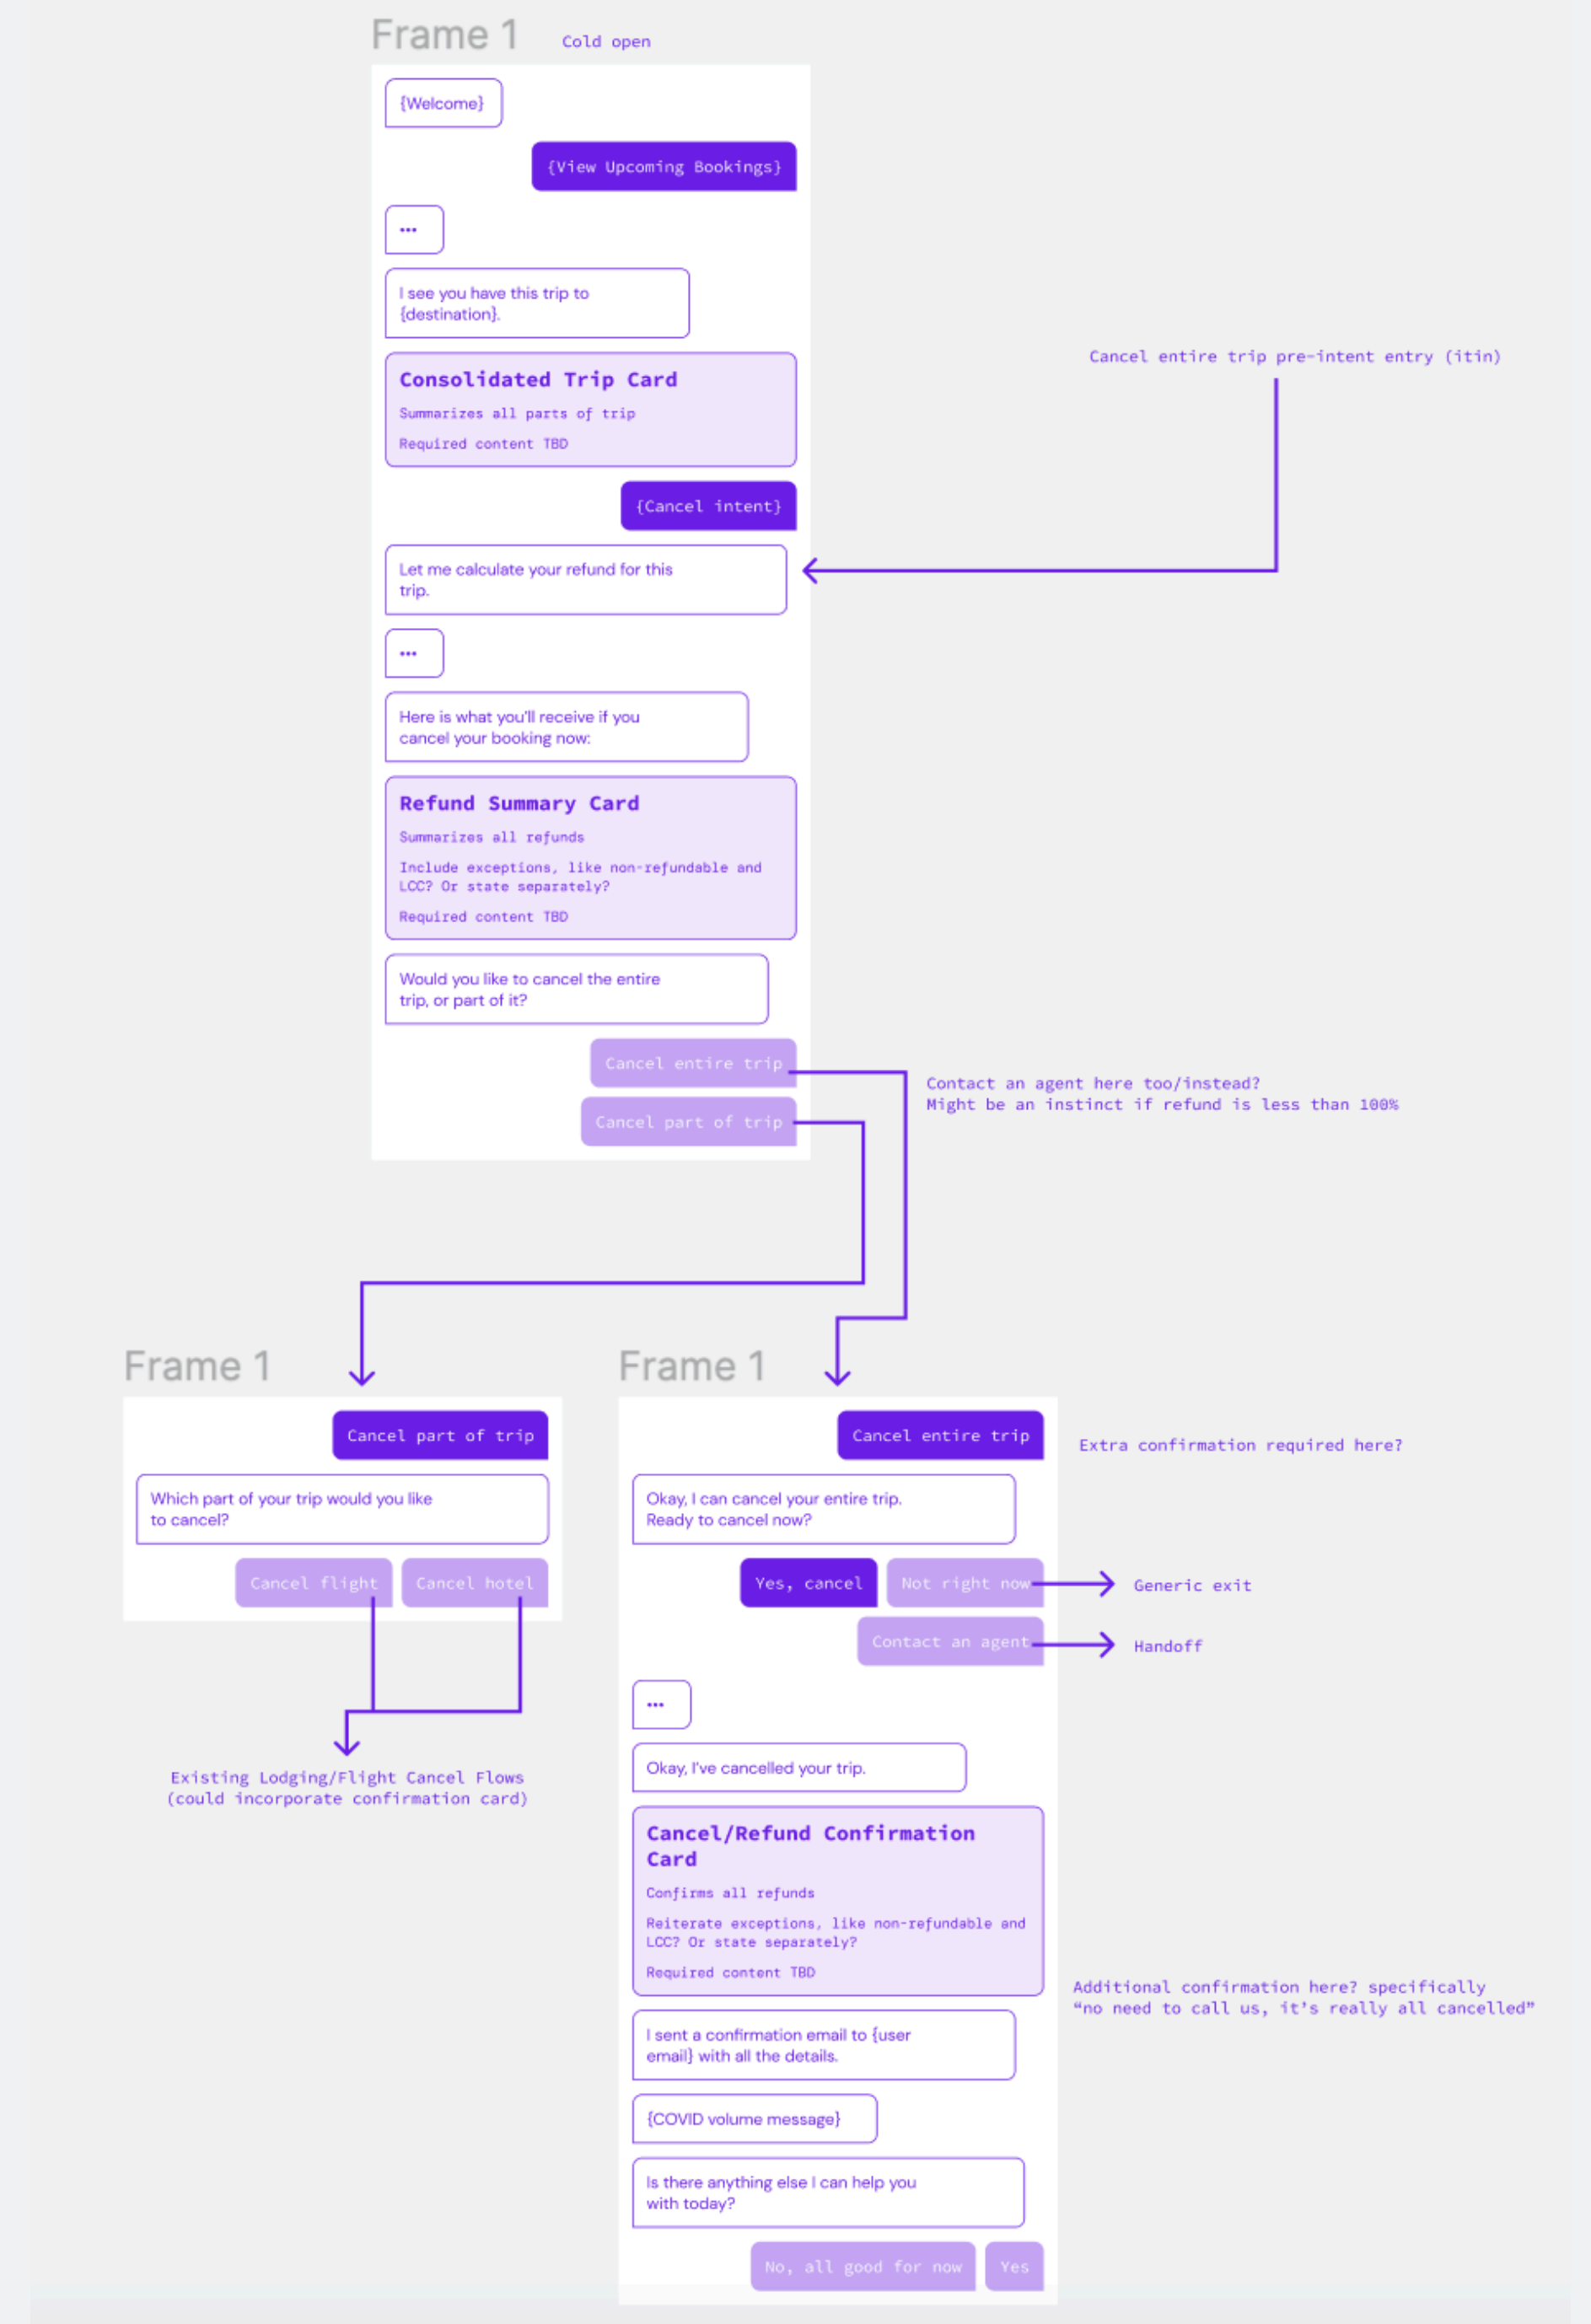 Frame 1
Cold open
{Welcome}
{View Upcoming Bookings}
•••
I see you have this trip to
{destination}.
Consolidated Trip Card
Summarizes all parts of trip
Required content TBD
Cancel entire trip pre-intent entry (itin)
{Cancel intent}
Let me calculate your refund for this
trip.
•••
Here is what you'll receive if you
cancel your booking now:
Refund Summary Card
Summarizes all refunds
Include exceptions, like non-refundable and
LCC? Or state separately?
Required content TBD
Would you like to cancel the entire
trip, or part of it?
Cancel entire trip
Cancel part of trip
Contact an agent here too/instead?
Might be an instinct if refund is less than 100%
Frame 1
Cancel part of trip
Which part of your trip would you like
to cancel?
Cancel flight
Cancel hotel
Existing Lodging/Flight Cancel Flows
(could incorporate confirmation card)
Frame 1
Cancel entire trip
Extra confirmation required here?
Okay, I can cancel your entire trip.
Ready to cancel now?
Yes, cancel
Not right now
Generic exit
Contact an agent
Handoff
•••
Okay, I've cancelled your trip.
Cancel/Refund Confirmation
Card
Confirms all refunds
Reiterate exceptions, like non-refundable and
LCC? Or state separately?
Required content TBD
Additional confirmation here? specifically
“no need to call us, it’s really all cancelled”
I sent a confirmation email to {user
email} with all the details.
{COVID volume message}
Is there anything else I can help you
with today?
No, all good for now
Yes